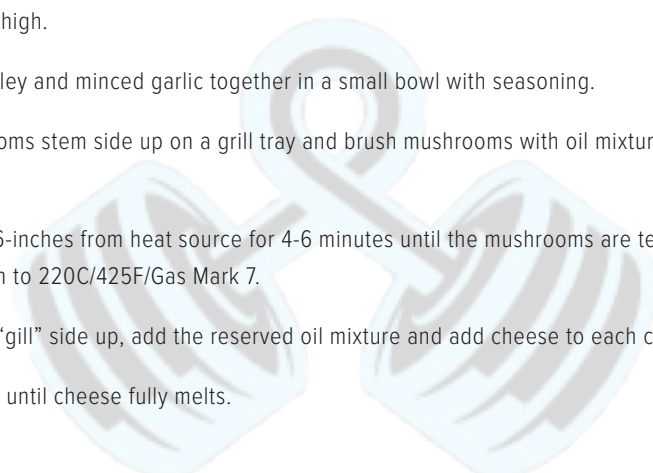 high.
ley and minced garlic together in a small bowl with seasoning.
oms stem side up on a grill tray and brush mushrooms with oil mixtur
6-inches from heat source for 4-6 minutes until the mushrooms are te
n to 220C/425F/Gas Mark 7.
“gill” side up, add the reserved oil mixture and add cheese to each c
until cheese fully melts.